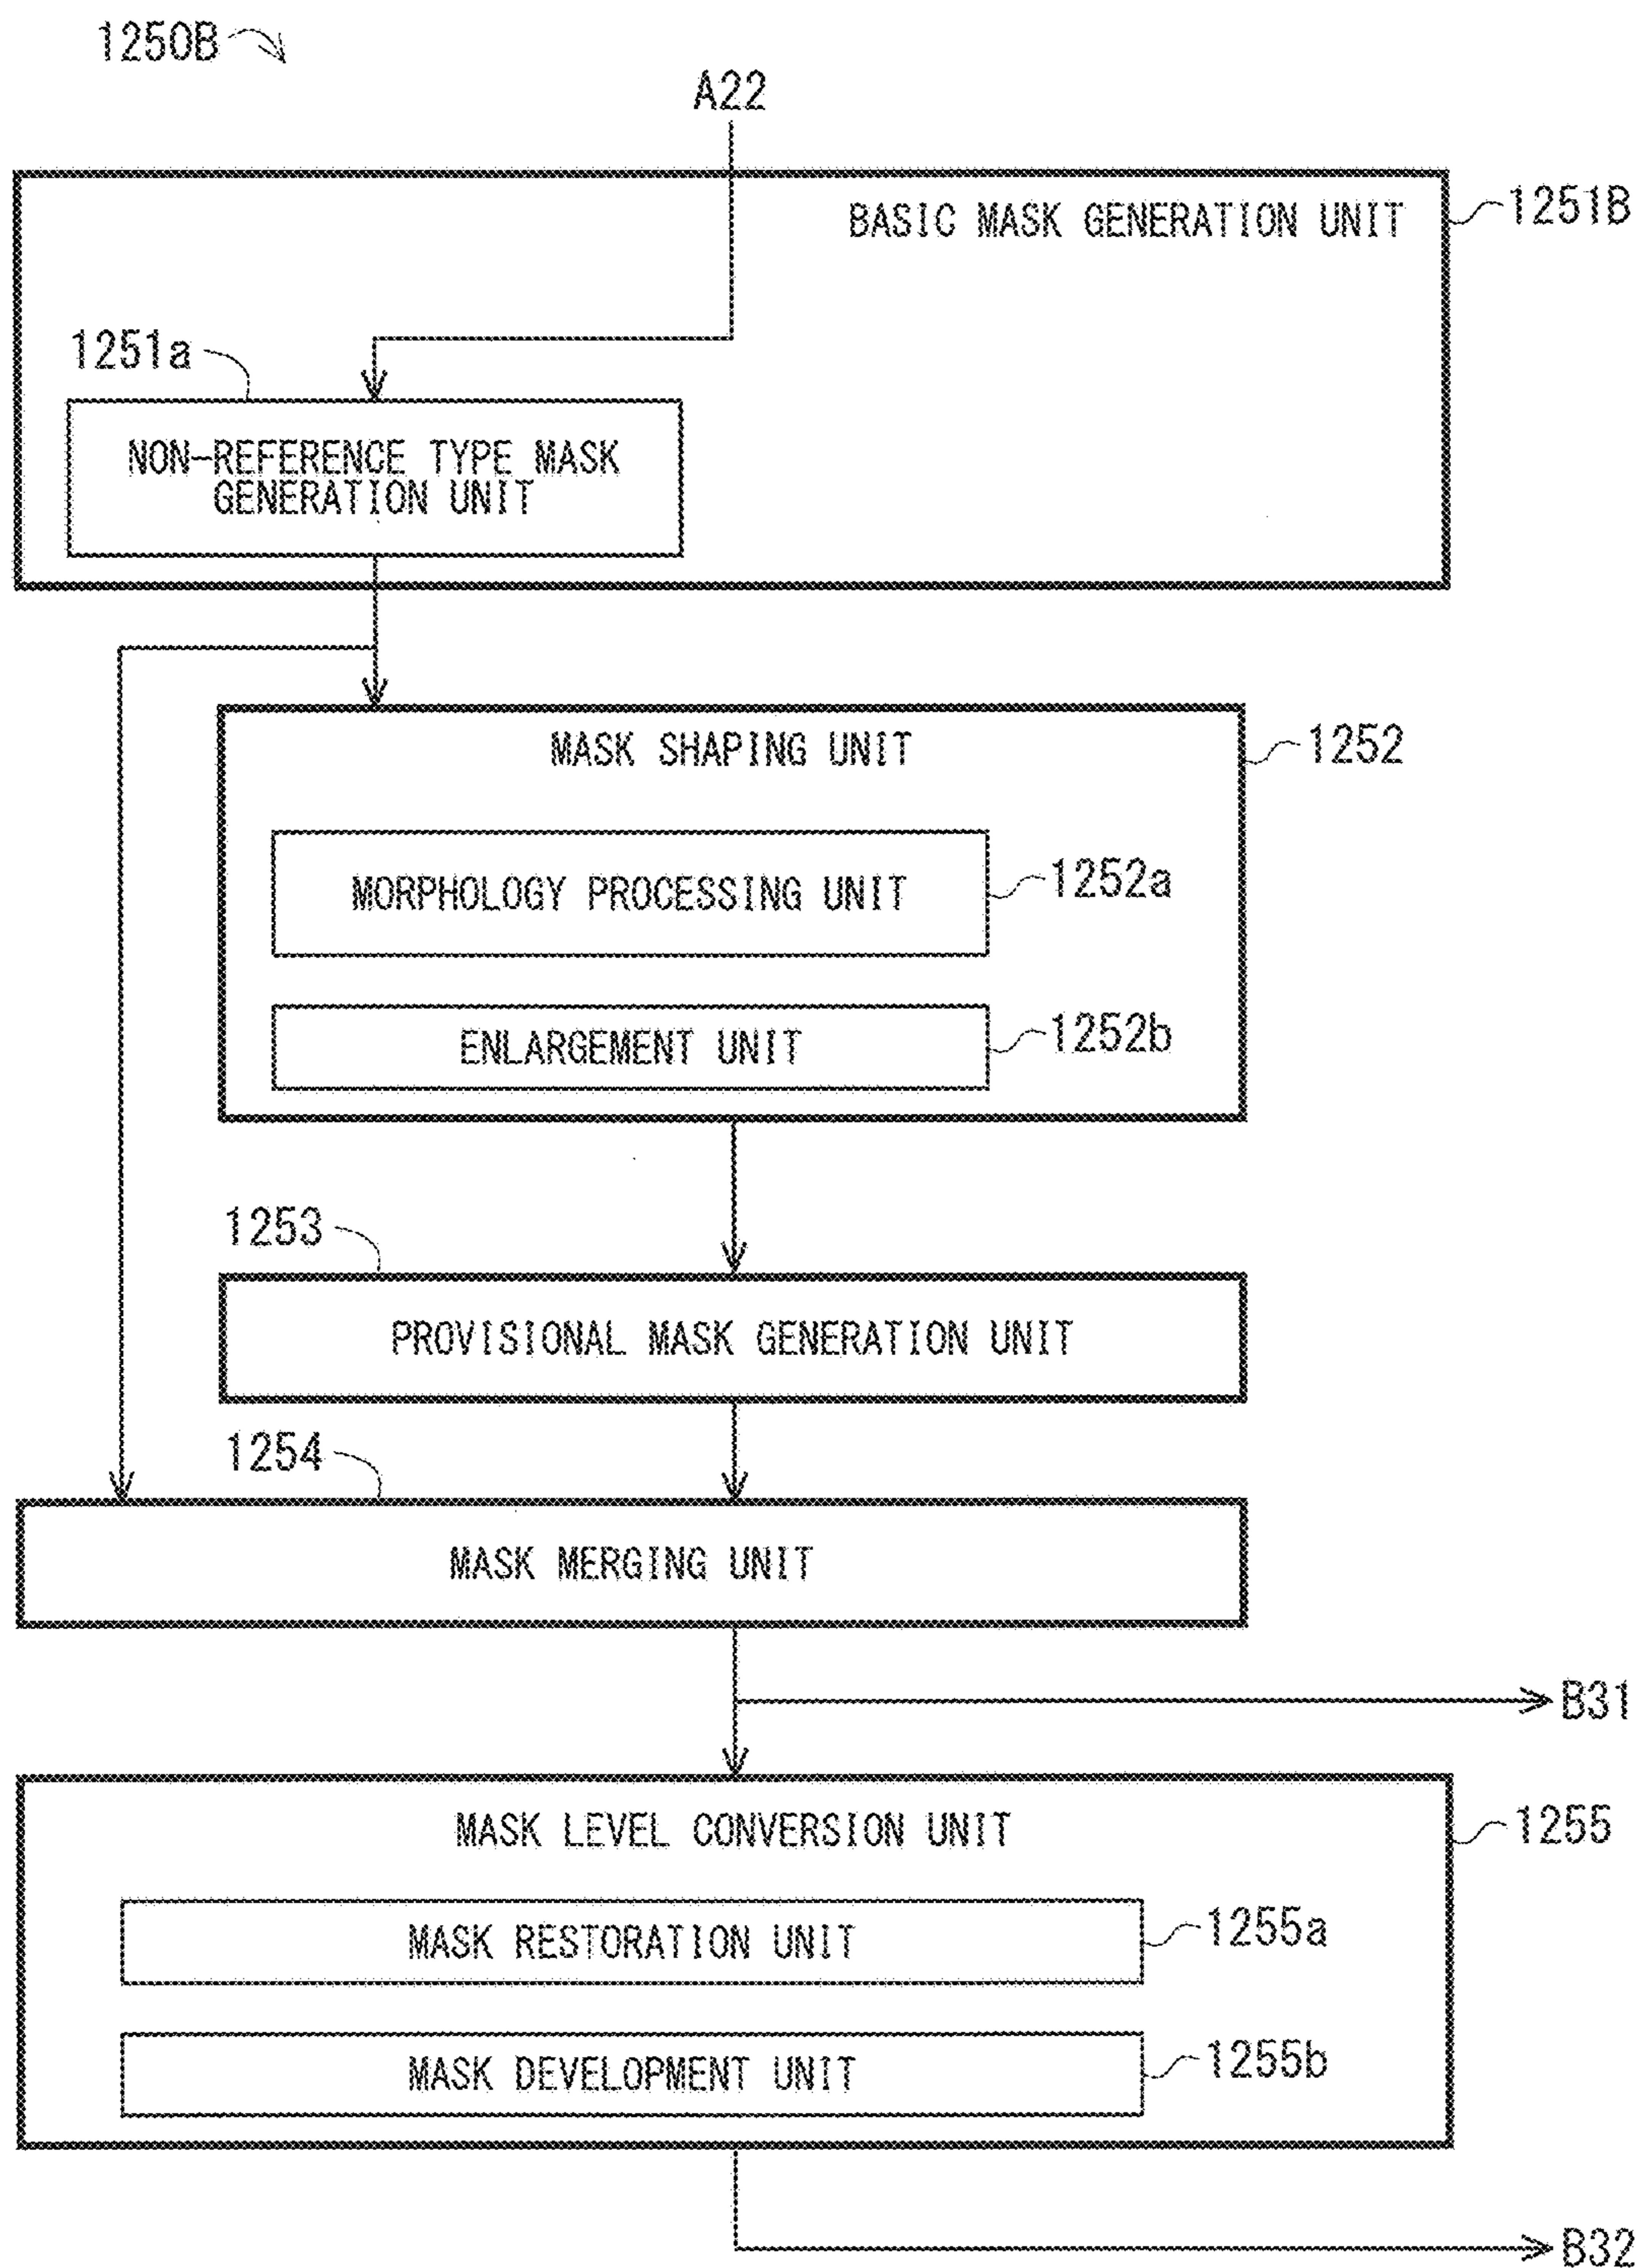 1250B
A22
BASIC MASK GENERATION UNIT
1251B
1251a
NON-REFERENCE TYPE MASK
GENERATION UNIT
MASK SHAPING UNIT
1252
MORPHOLOGY PROCESSING UNIT
1252a
ENLARGEMENT UNIT
1252b
1253
PROVISIONAL MASK GENERATION UNIT
1254
MASK MERGING UNIT
B31
MASK LEVEL CONVERSION UNIT
1255
MASK RESTORATION UNIT
1255a
MASK DEVELOPMENT UNIT
1255b
B32